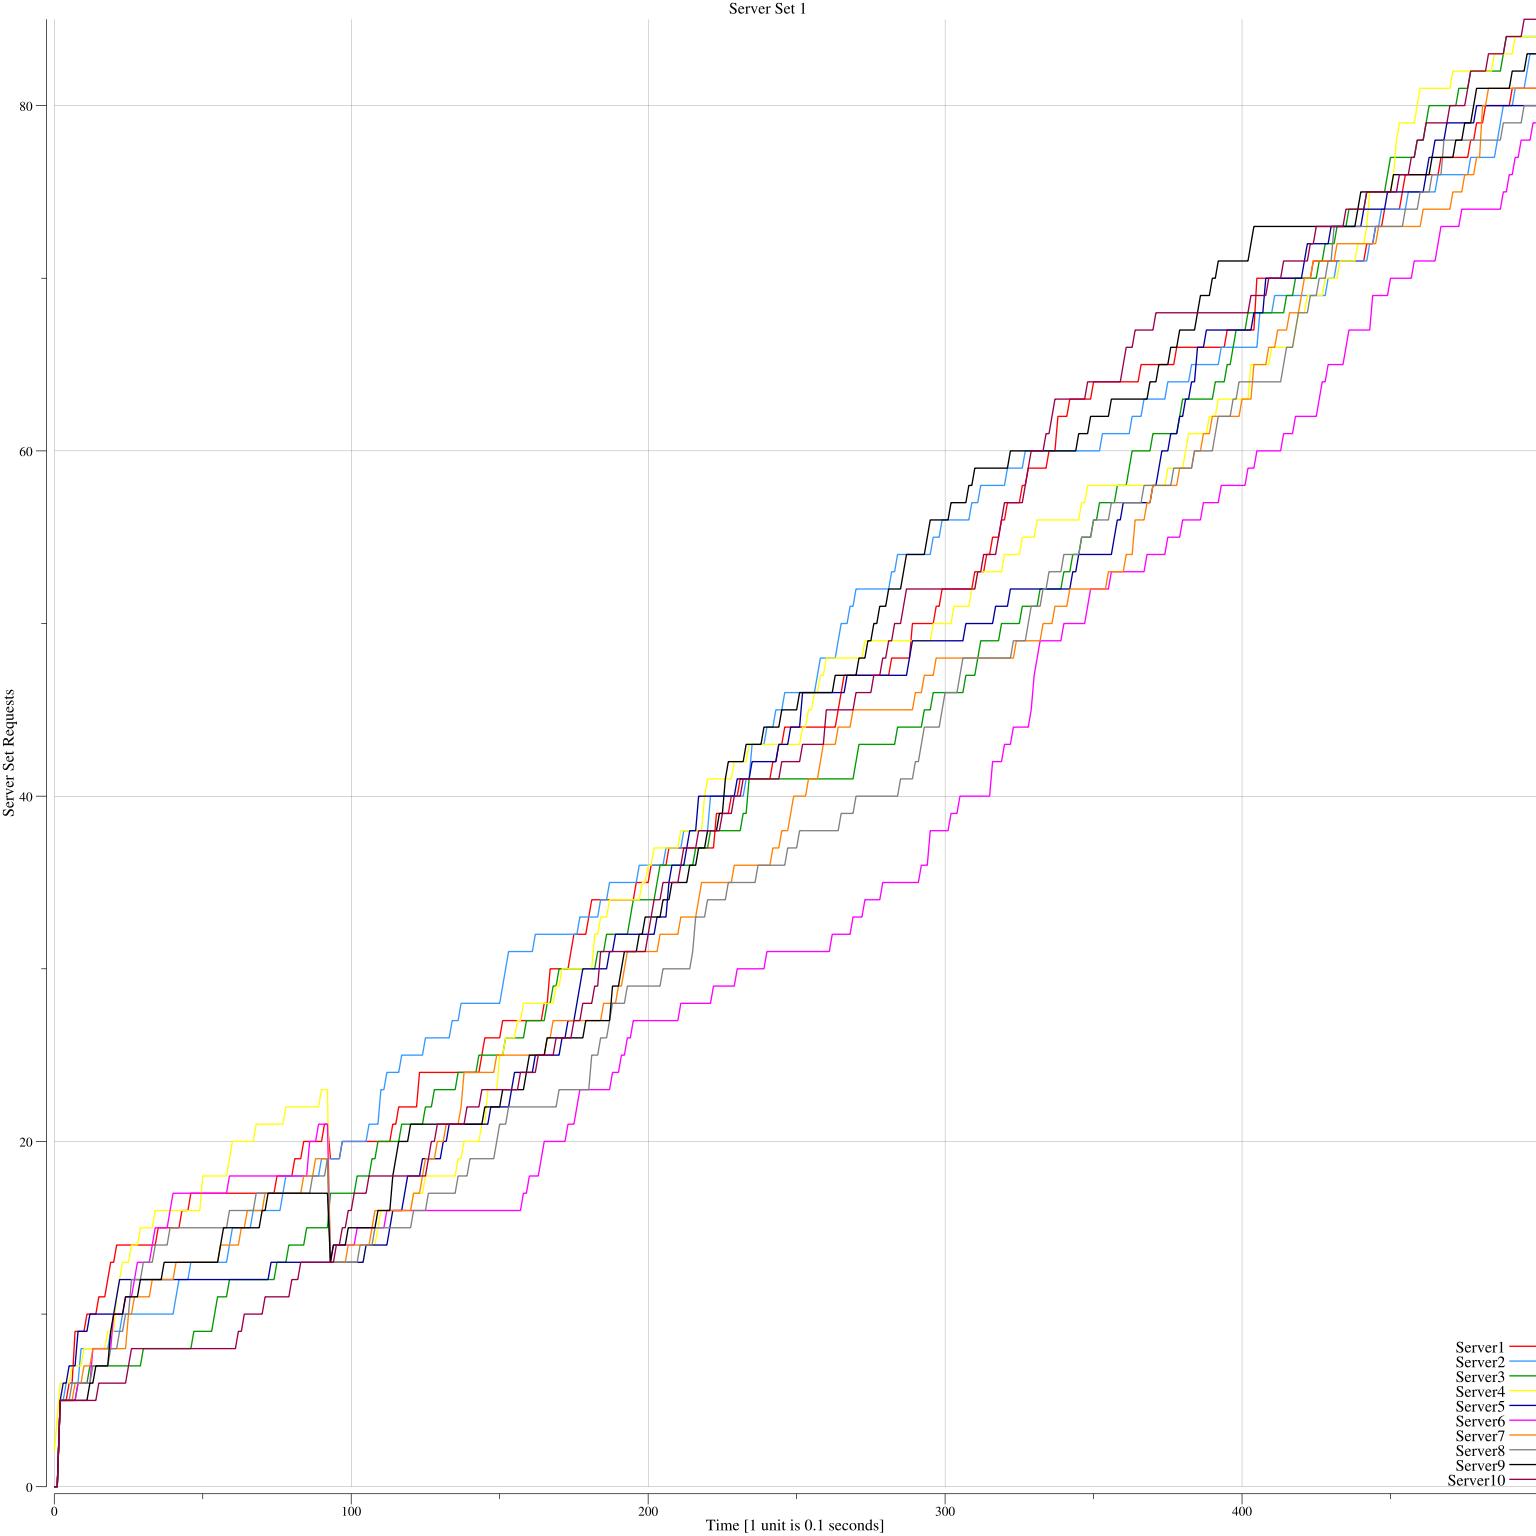 Server Set 1
80
60
40
20
0
Server Set Requests
0
100
200
300
400
Time [1 unit is 0.1 seconds]
Server1
Server2
Server3
Server4
Server5
Server6
Server7
Server8
Server9
Server10